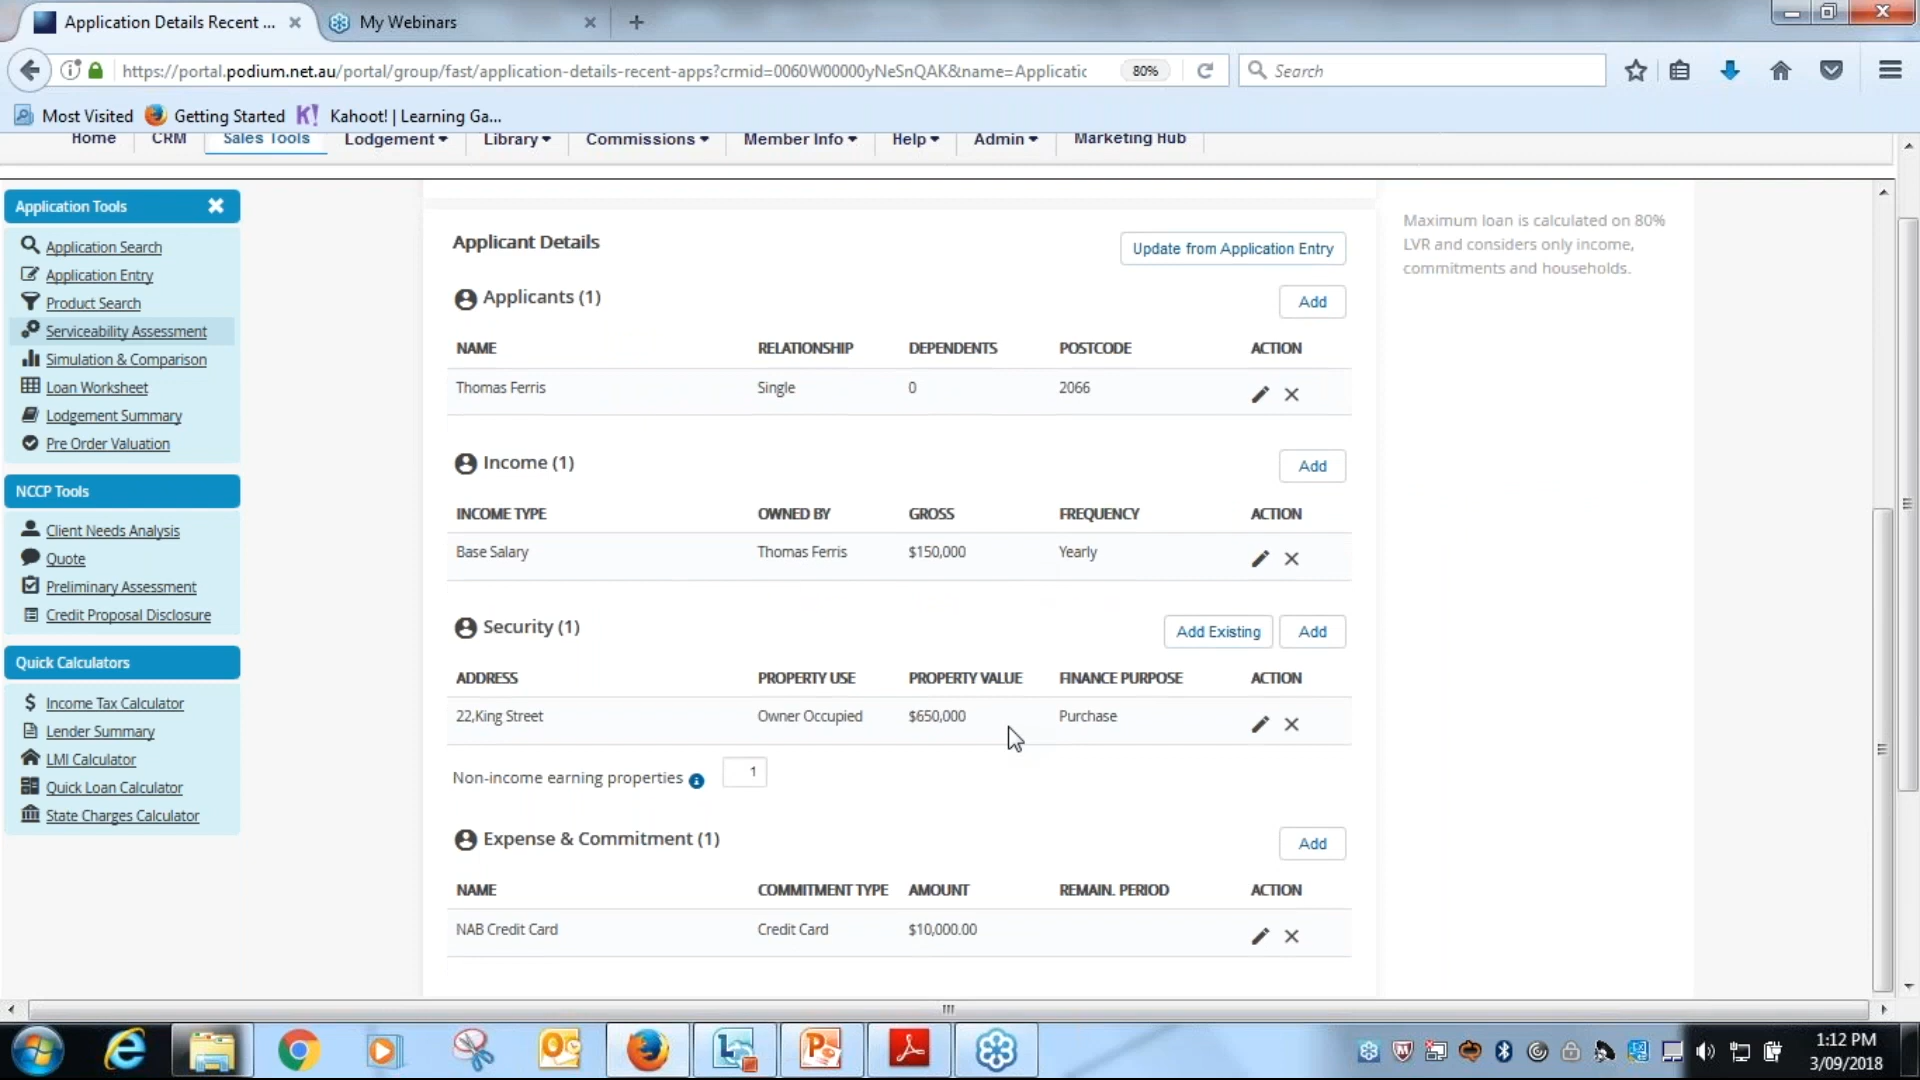 Application Details Recent ...
My Webinars
https://portal.podium.net.au/portal/group/fast/application-details-recent-apps?crmid=0060W00000yNeSnQAK&name=Applicatic
80%
Search
Most Visited
Getting Started
Kahoot! | Learning Ga...
Home
CRM
Sales Tools
Lodgement
Library
Commissions
Member Info
Help
Admin
Marketing Hub
Application Tools
Application Search
Application Entry
Product Search
Serviceability Assessment
Simulation & Comparison
Loan Worksheet
Lodgement Summary
Pre Order Valuation
NCCP Tools
Client Needs Analysis
Quote
Preliminary Assessment
Credit Proposal Disclosure
Quick Calculators
Income Tax Calculator
Lender Summary
LMI Calculator
Quick Loan Calculator
State Charges Calculator
Applicant Details
Update from Application Entry
Applicants (1)
Add
NAME RELATIONSHIP DEPENDENTS POSTCODE ACTION
Thomas Ferris Single 0 2066
Income (1)
Add
INCOME TYPE OWNED BY GROSS FREQUENCY ACTION
Base Salary Thomas Ferris $150,000 Yearly
Security (1)
Add Existing
Add
ADDRESS PROPERTY USE PROPERTY VALUE FINANCE PURPOSE ACTION
22,King Street Owner Occupied $650,000 Purchase
Non-income earning properties 1
Expense & Commitment (1)
Add
NAME COMMITMENT TYPE AMOUNT REMAIN. PERIOD ACTION
NAB Credit Card Credit Card $10,000.00
Maximum loan is calculated on 80%
LVR and considers only income,
commitments and households.
1:12 PM
3/09/2018